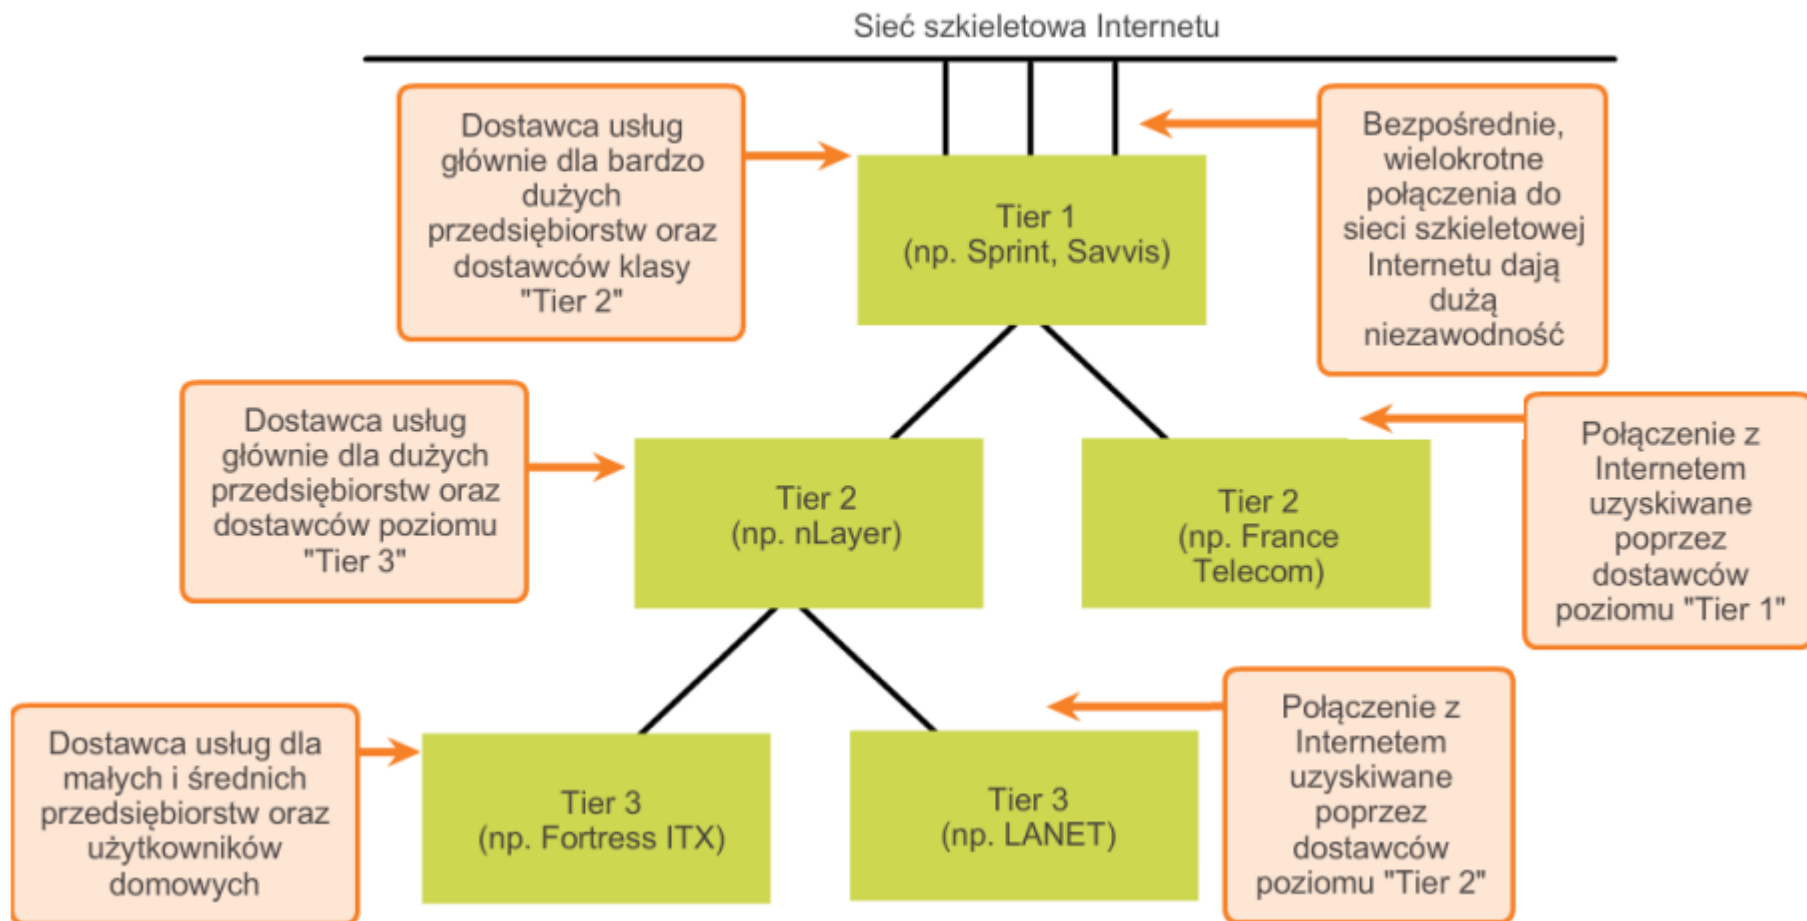 Sieć szkieletowa Internetu
Dostawca usług
głównie dla bardzo
dużych
przedsiębiorstw oraz
dostawców klasy
"Tier 2"
Tier 1
(np. Sprint, Savvis)
Bezpośrednie,
wielokrotne
połączenia do
sieci szkieletowej
Internetu dają
dużą
niezawodność
Dostawca usług
głównie dla dużych
przedsiębiorstw oraz
dostawców poziomu
"Tier 3"
Tier 2
(np. nLayer)
Tier 2
(np. France
Telecom)
Połączenie z
Internetem
uzyskiwane
poprzez
dostawców
poziomu "Tier 1"
Dostawca usług dla
małych i średnich
przedsiębiorstw oraz
użytkowników
domowych
Tier 3
(np. Fortress ITX)
Tier 3
(np. LANET)
Połączenie z
Internetem
uzyskiwane
poprzez
dostawców
poziomu "Tier 2"